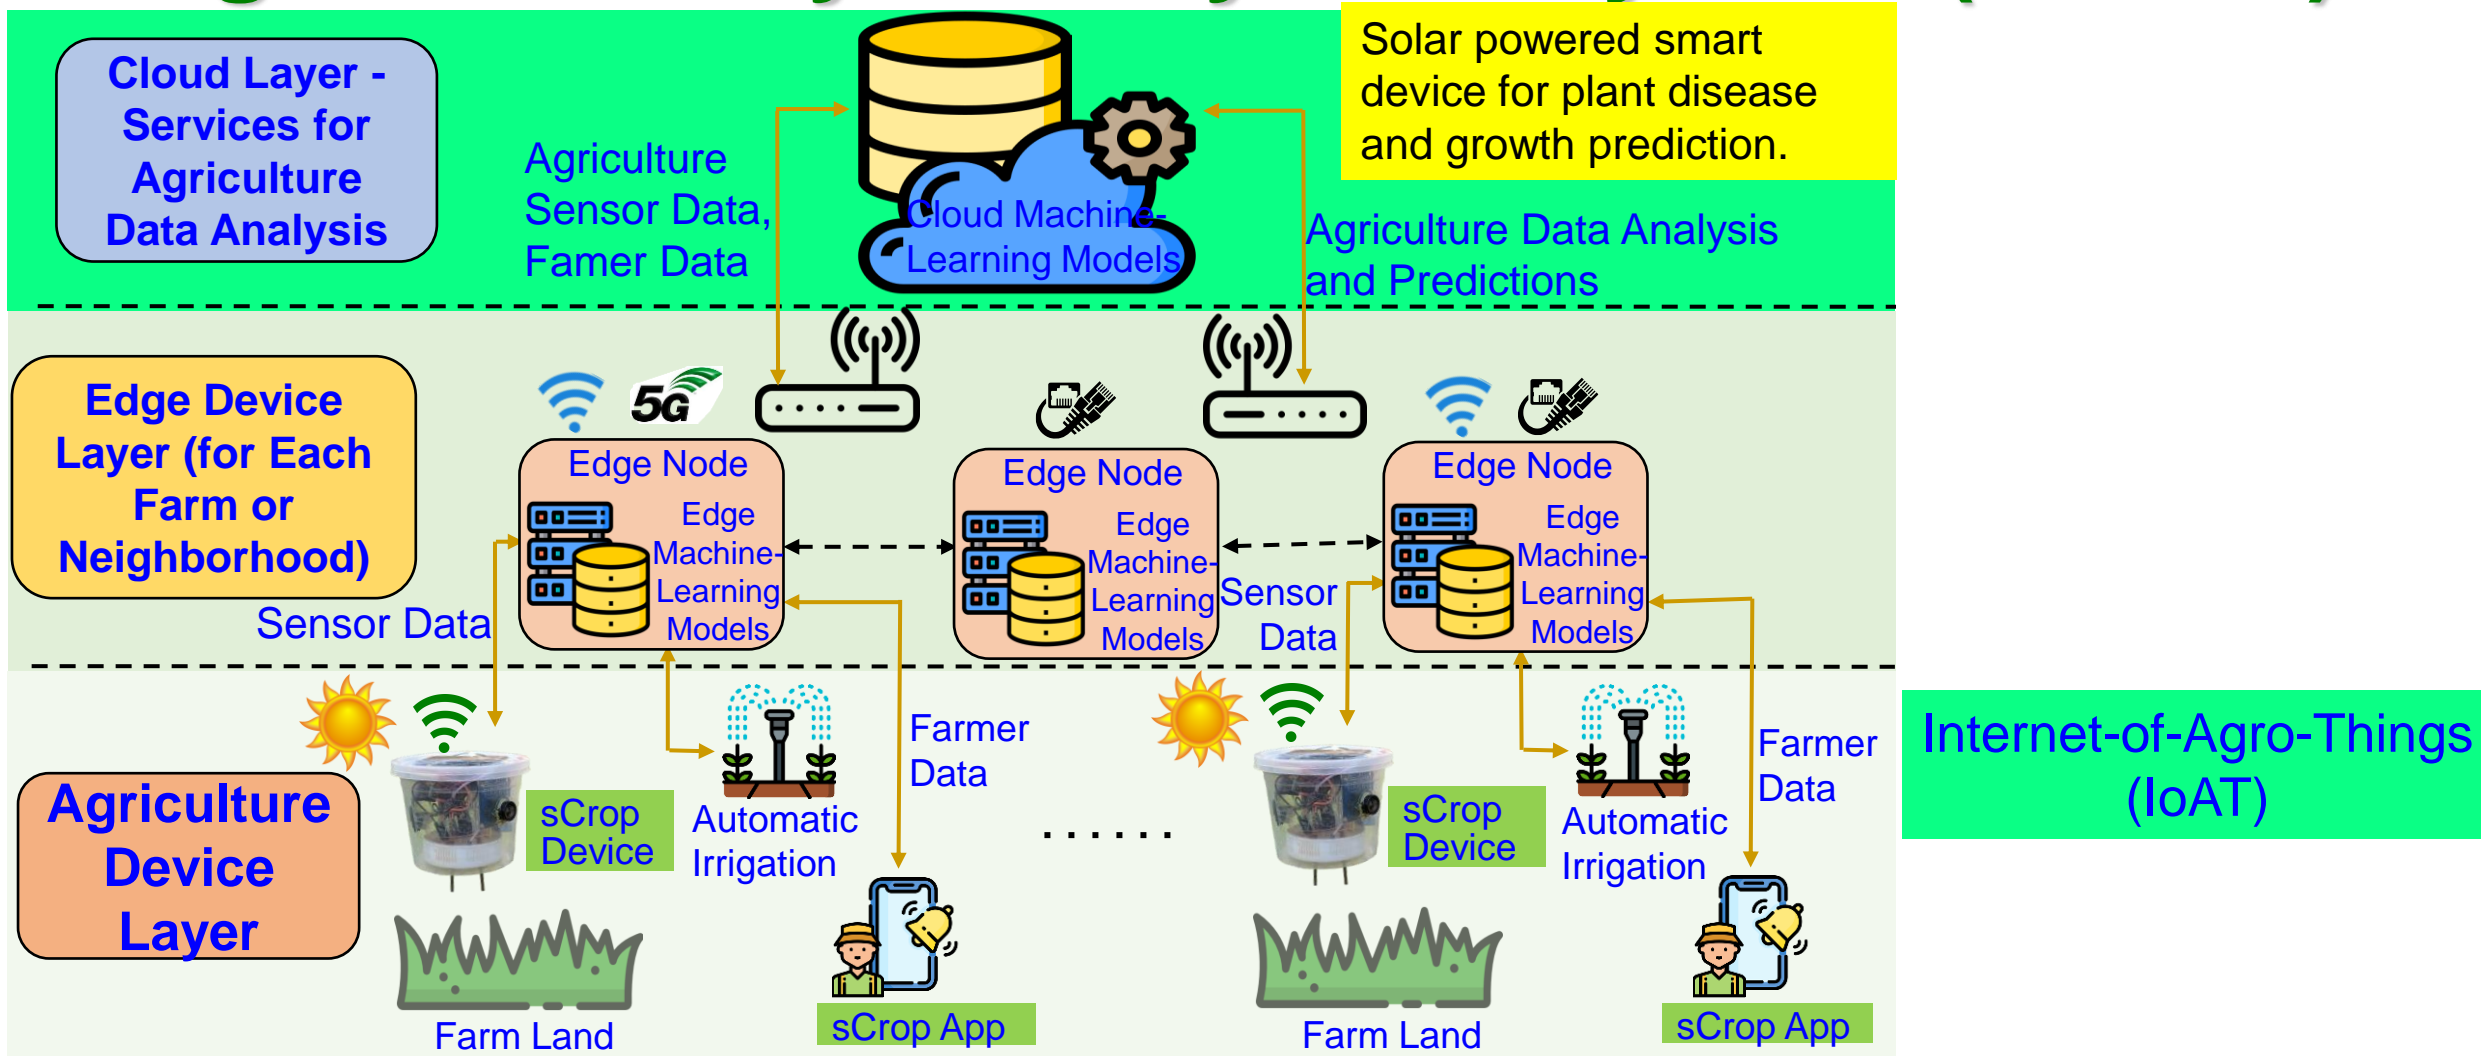 Cloud Layer -
Services for
Agriculture
Data Analysis
Agriculture
Sensor Data,
Famer Data
Cloud Machine-
Learning Models
Solar powered smart
device for plant disease
and growth prediction.
Agriculture Data Analysis
and Predictions
Edge Device
Layer (for Each
Farm or
Neighborhood)
5G
Edge Node
Edge
Machine-
Learning
Models
Edge Node
Edge
Machine-
Learning
Models
Edge Node
Edge
Machine-
Learning
Models
Sensor Data
Sensor
Data
Agriculture
Device
Layer
sCrop
Device
Automatic
Irrigation
Farmer
Data
......
sCrop
Device
Automatic
Irrigation
Farmer
Data
Farm Land
sCrop App
Farm Land
sCrop App
Internet-of-Agro-Things
(IoAT)